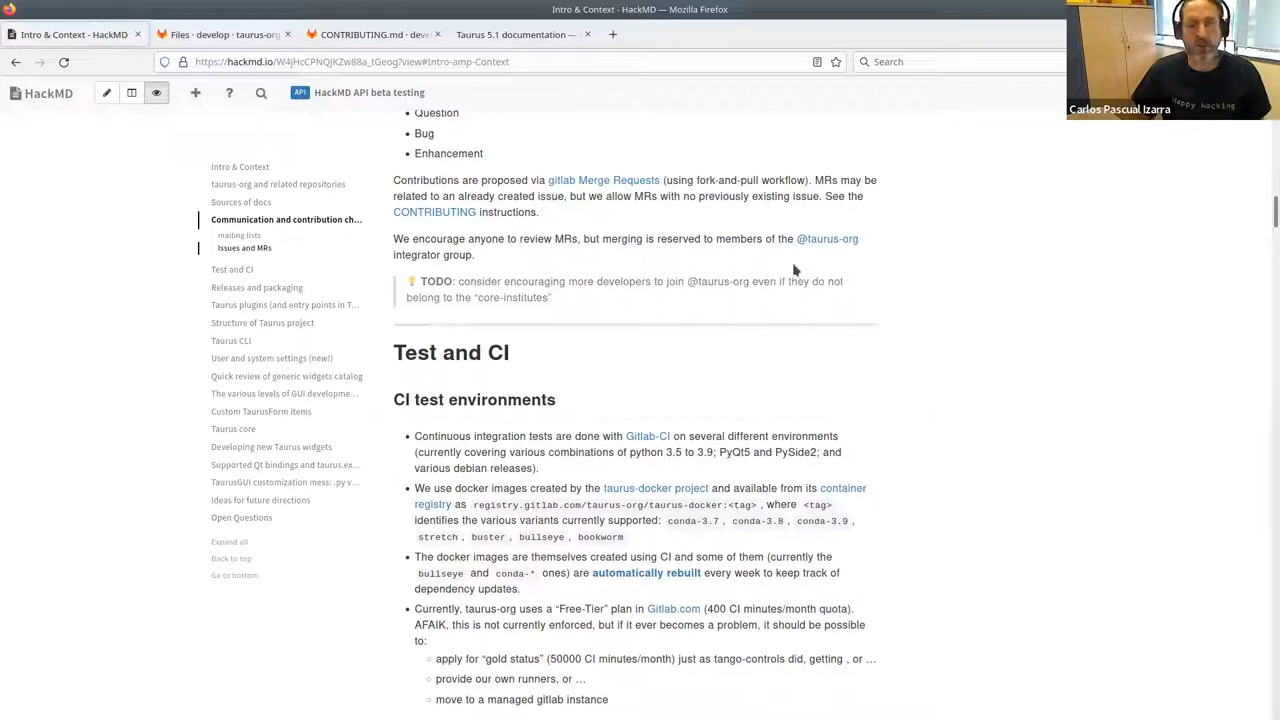 Intro & Context - HackMD — Mozilla Firefox
Intro & Context - HackMD
Files · develop · taurus-org
CONTRIBUTING.md · deve
Taurus 5.1 documentation —
https://hackmd.io/W4jHcCPNQjKZw88a_tGeog?view#Intro-amp-Context
Search
HackMD
API
HackMD API beta testing
Happy hacking
Carlos Pascual Izarra
Intro & Context
taurus-org and related repositories
Sources of docs
Communication and contribution ch...
mailing lists
Issues and MRs
Test and CI
Releases and packaging
Taurus plugins (and entry points in T...
Structure of Taurus project
Taurus CLI
User and system settings (new!)
Quick review of generic widgets catalog
The various levels of GUI developme...
Custom TaurusForm items
Taurus core
Developing new Taurus widgets
Supported Qt bindings and taurus.ex...
TaurusGUI customization mess: .py v...
Ideas for future directions
Open Questions
Expand all
Back to top
Go to bottom
• Question
• Bug
• Enhancement
Contributions are proposed via gitlab Merge Requests (using fork-and-pull workflow). MRs may
be related to an already created issue, but we allow MRs with no previously existing issue. See the
CONTRIBUTING instructions.
We encourage anyone to review MRs, but merging is reserved to members of the @taurus-org
integrator group.
💡 TODO: consider encouraging more developers to join @taurus-org even if they do not
belong to the “core-institutes”
Test and CI
CI test environments
• Continuous integration tests are done with Gitlab-CI on several different environments
(currently covering various combinations of python 3.5 to 3.9; PyQt5 and PySide2; and
various debian releases).
• We use docker images created by the taurus-docker project and available from its container
registry as registry.gitlab.com/taurus-org/taurus-docker:<tag> , where <tag>
identifies the various variants currently supported: conda-3.7 , conda-3.8 , conda-3.9 ,
stretch , buster , bullseye , bookworm
• The docker images are themselves created using CI and some of them (currently the
bullseye and conda-* ones) are automatically rebuilt every week to keep track of
dependency updates.
• Currently, taurus-org uses a “Free-Tier” plan in Gitlab.com (400 CI minutes/month quota).
AFAIK, this is not currently enforced, but if it ever becomes a problem, it should be possible
to:
○ apply for “gold status” (50000 CI minutes/month) just as tango-controls did, getting , or …
○ provide our own runners, or …
○ move to a managed gitlab instance